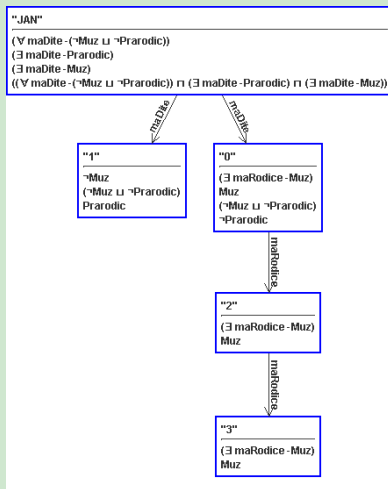 "JAN"
(∀ maDite - (¬Muz ⊔ ¬Prarodic))
(∃ maDite - Prarodic)
(∃ maDite - Muz)
((∀ maDite - (¬Muz ⊔ ¬Prarodic)) ⊓ (∃ maDite - Prarodic) ⊓ (∃ maDite - Muz))
maDite
maDite
"1"
¬Muz
(¬Muz ⊔ ¬Prarodic)
Prarodic
"0"
(∃ maRodice - Muz)
Muz
(¬Muz ⊔ ¬Prarodic)
¬Prarodic
maRodice
"2"
(∃ maRodice - Muz)
Muz
maRodice
"3"
(∃ maRodice - Muz)
Muz